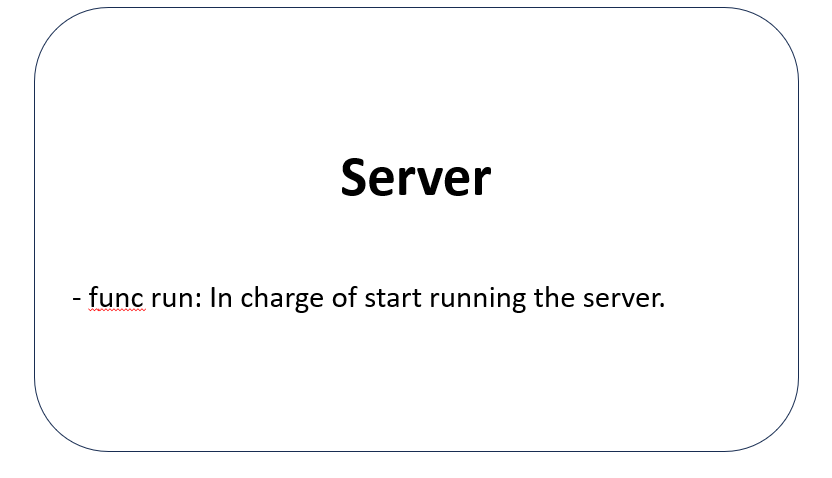 Server
- func run: In charge of start running the server.